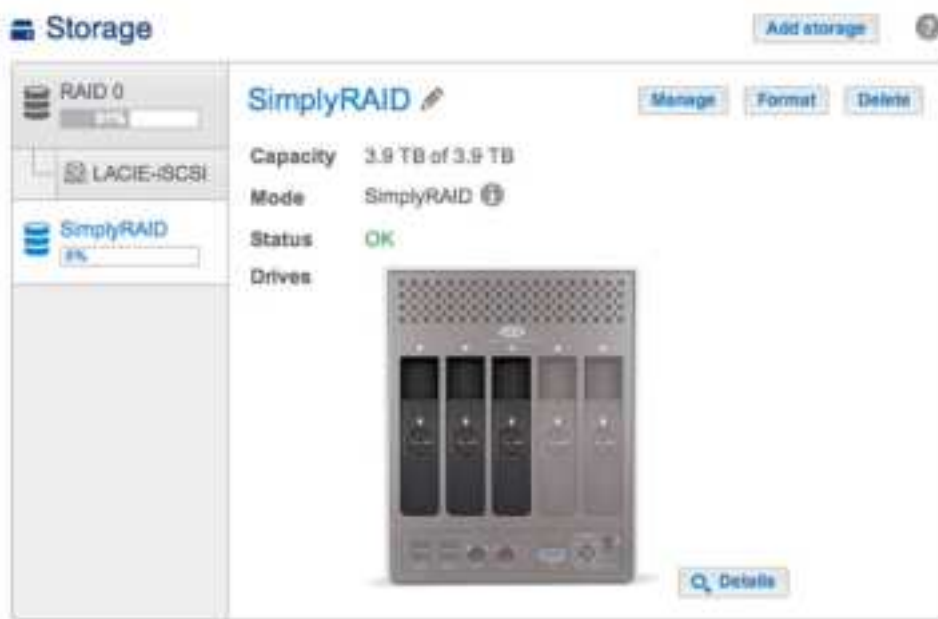 Storage
Add storage
?
RAID 0
LACIE-iSCSI
SimplyRAID
SimplyRAID
Manage
Format
Delete
Capacity 3.9 TB of 3.9 TB
Mode SimplyRAID
Status OK
Drives
Details